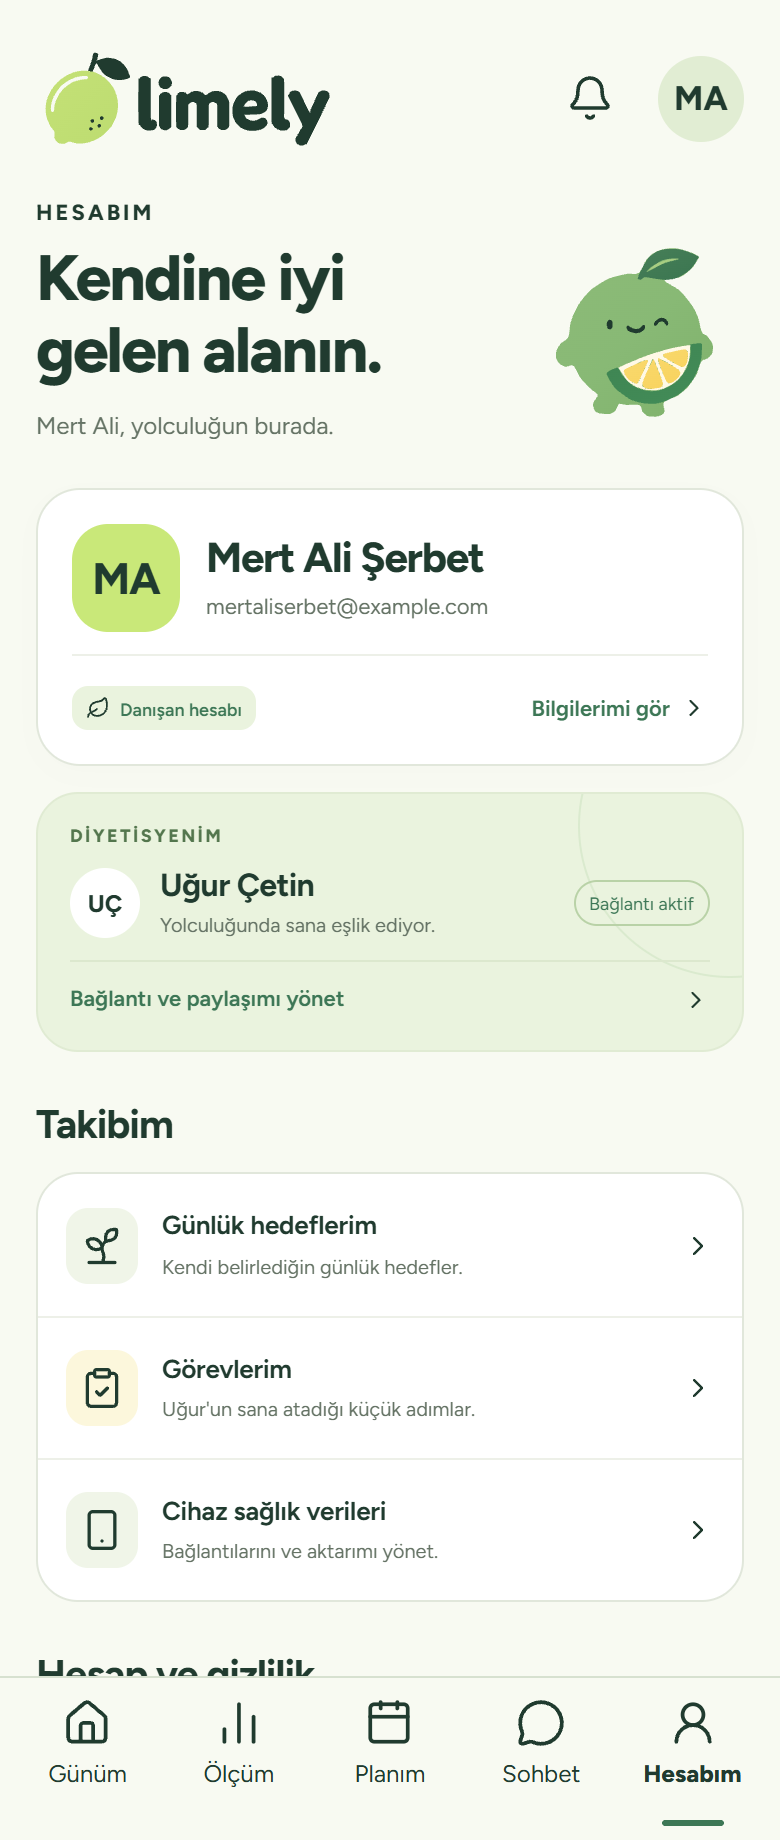 limely
MA
HESABIM
Kendine iyi
gelen alanın.
Mert Ali, yolculuğun burada.
MA
Mert Ali Şerbet
mertaliserbet@example.com
Danışan hesabı
Bilgilerimi gör
DİYETİSYENİM
UÇ
Uğur Çetin
Yolculuğunda sana eşlik ediyor.
Bağlantı aktif
Bağlantı ve paylaşımı yönet
Takibim
Günlük hedeflerim
Kendi belirlediğin günlük hedefler.
Görevlerim
Uğur'un sana atadığı küçük adımlar.
Cihaz sağlık verileri
Bağlantılarını ve aktarımı yönet.
Hesap ve gizlilik
Günüm
Ölçüm
Planım
Sohbet
Hesabım